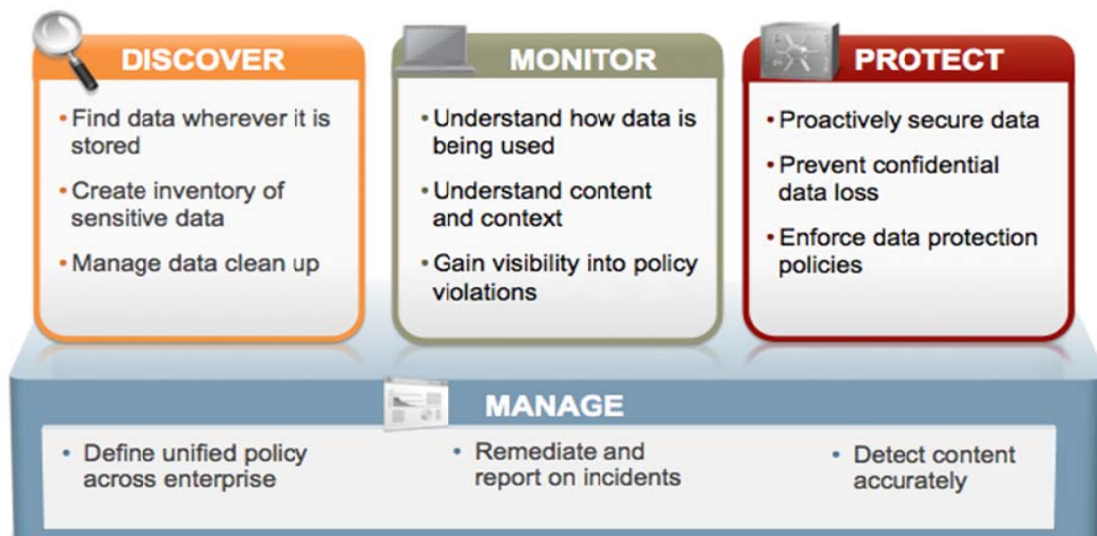 DISCOVER
• Find data wherever it is
stored
• Create inventory of
sensitive data
• Manage data clean up
MONITOR
• Understand how data is
being used
• Understand content
and context
• Gain visibility into policy
violations
PROTECT
• Proactively secure data
• Prevent confidential
data loss
• Enforce data protection
policies
MANAGE
• Define unified policy
across enterprise
• Remediate and
report on incidents
• Detect content
accurately